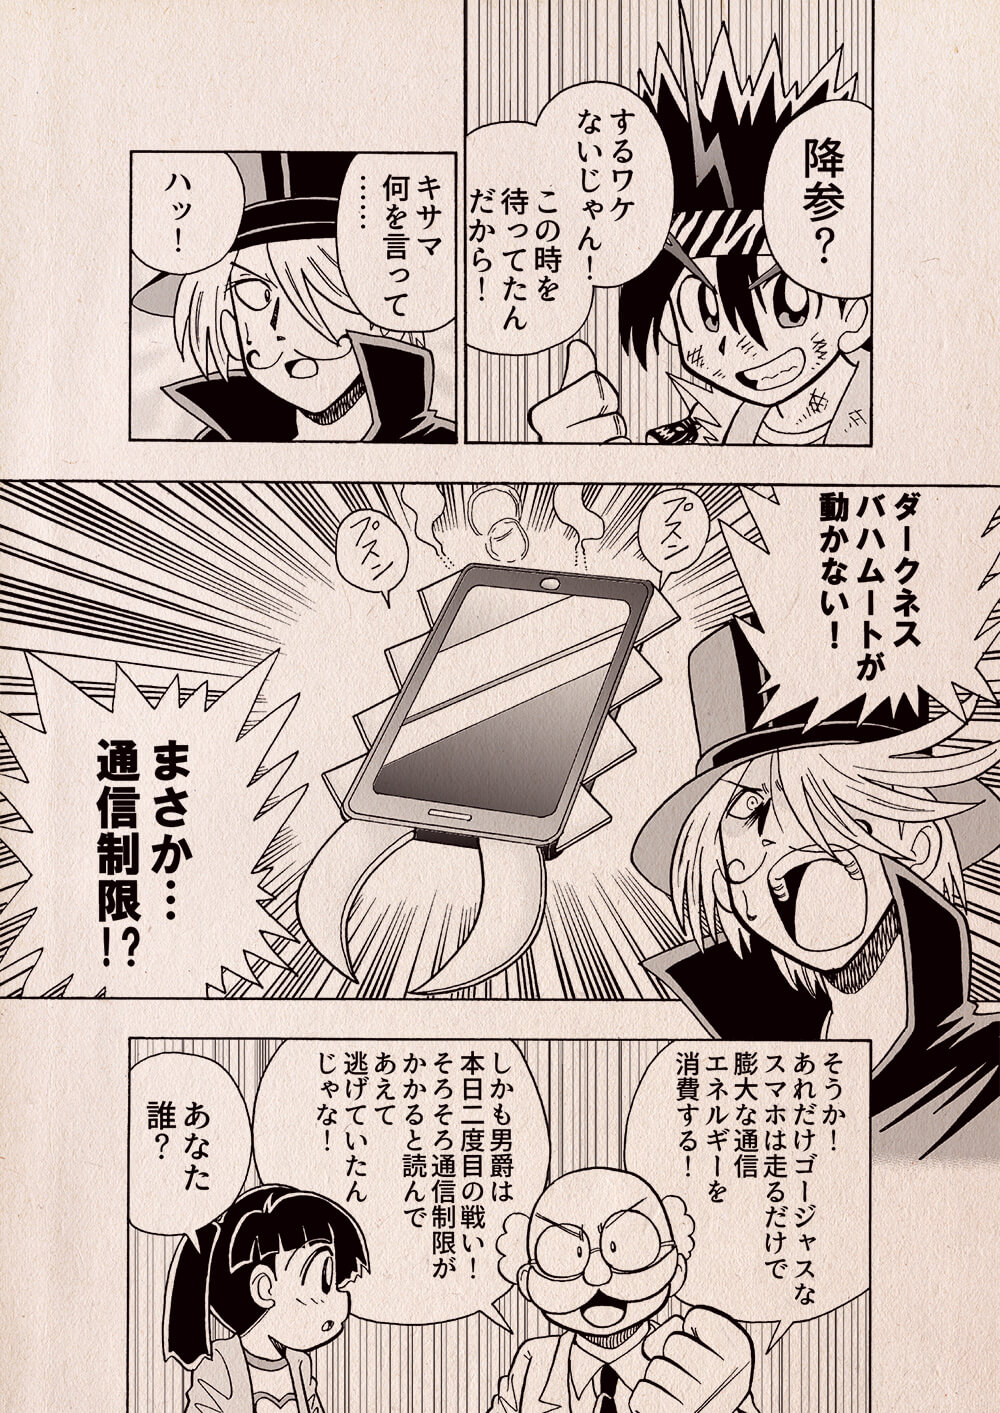 降参?
するワケ
ないじゃん!
この時を
待ってたん
だから!
キサマ
何を言って
……
ハッ!
ダークネス
バハムートが
動かない!
プスン
プスン
まさか…
通信制限!?
そうか!
あれだけゴージャスな
スマホは走るだけで
膨大な通信
エネルギーを
消費する!
しかも男爵は
本日二度目の戦い!
そろそろ通信制限が
かかると読んで
あえて
逃げていたん
じゃな!
あなた
誰?